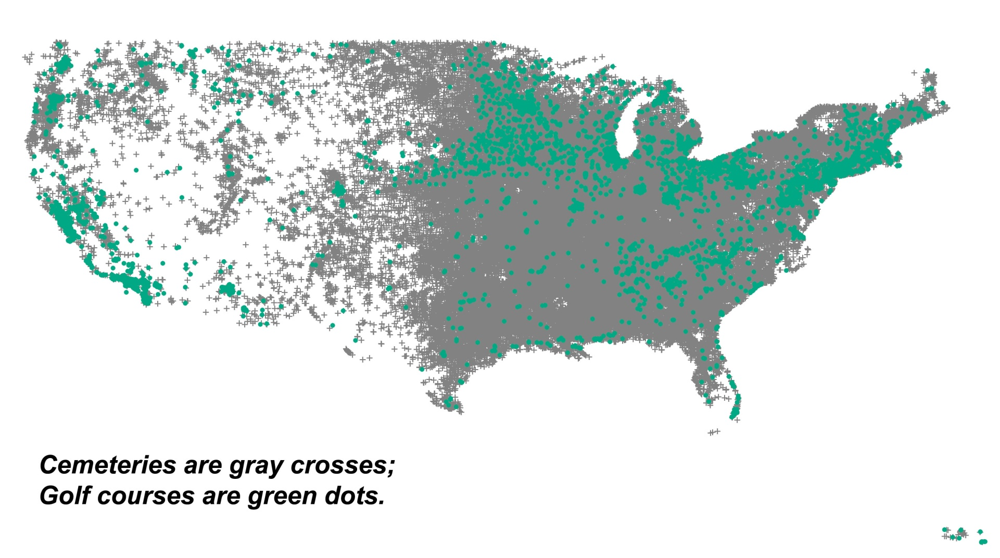 Cemeteries are gray crosses;
Golf courses are green dots.